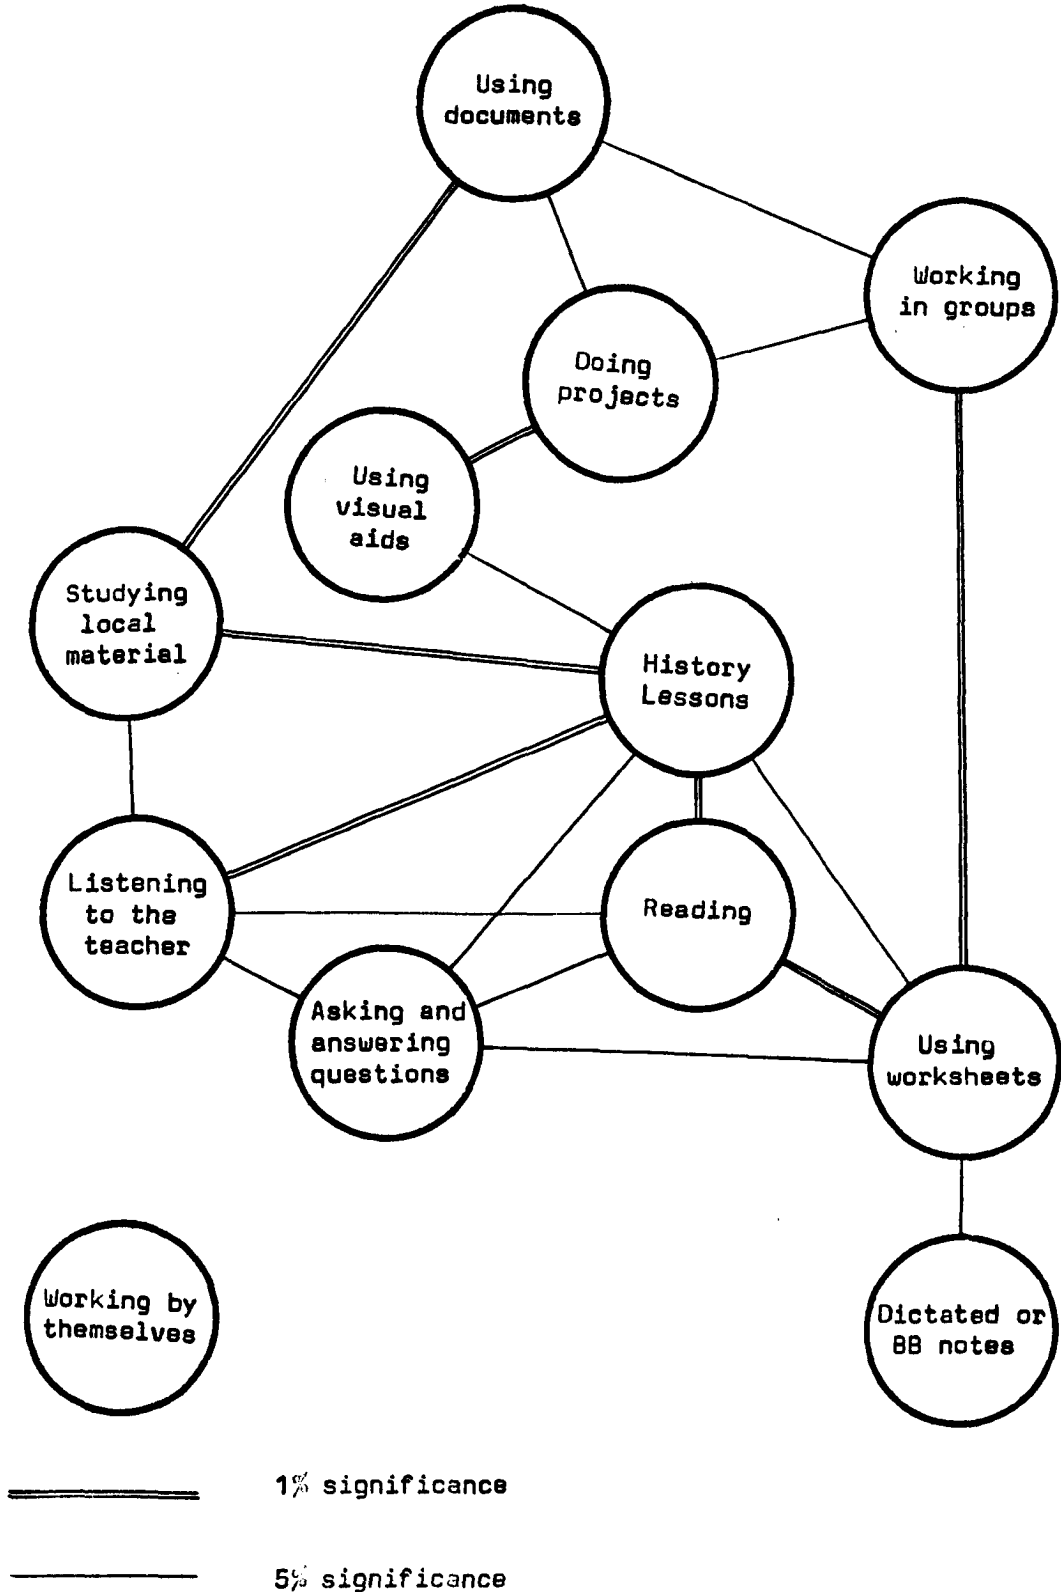 Using
documents
Working
in groups
Doing
projects
Using
visual
aids
Studying
local
material
History
Lessons
Listening
to the
teacher
Reading
Asking and
answering
questions
Using
worksheets
Working by
themselves
Dictated or
BB notes
1% significance
5% significance